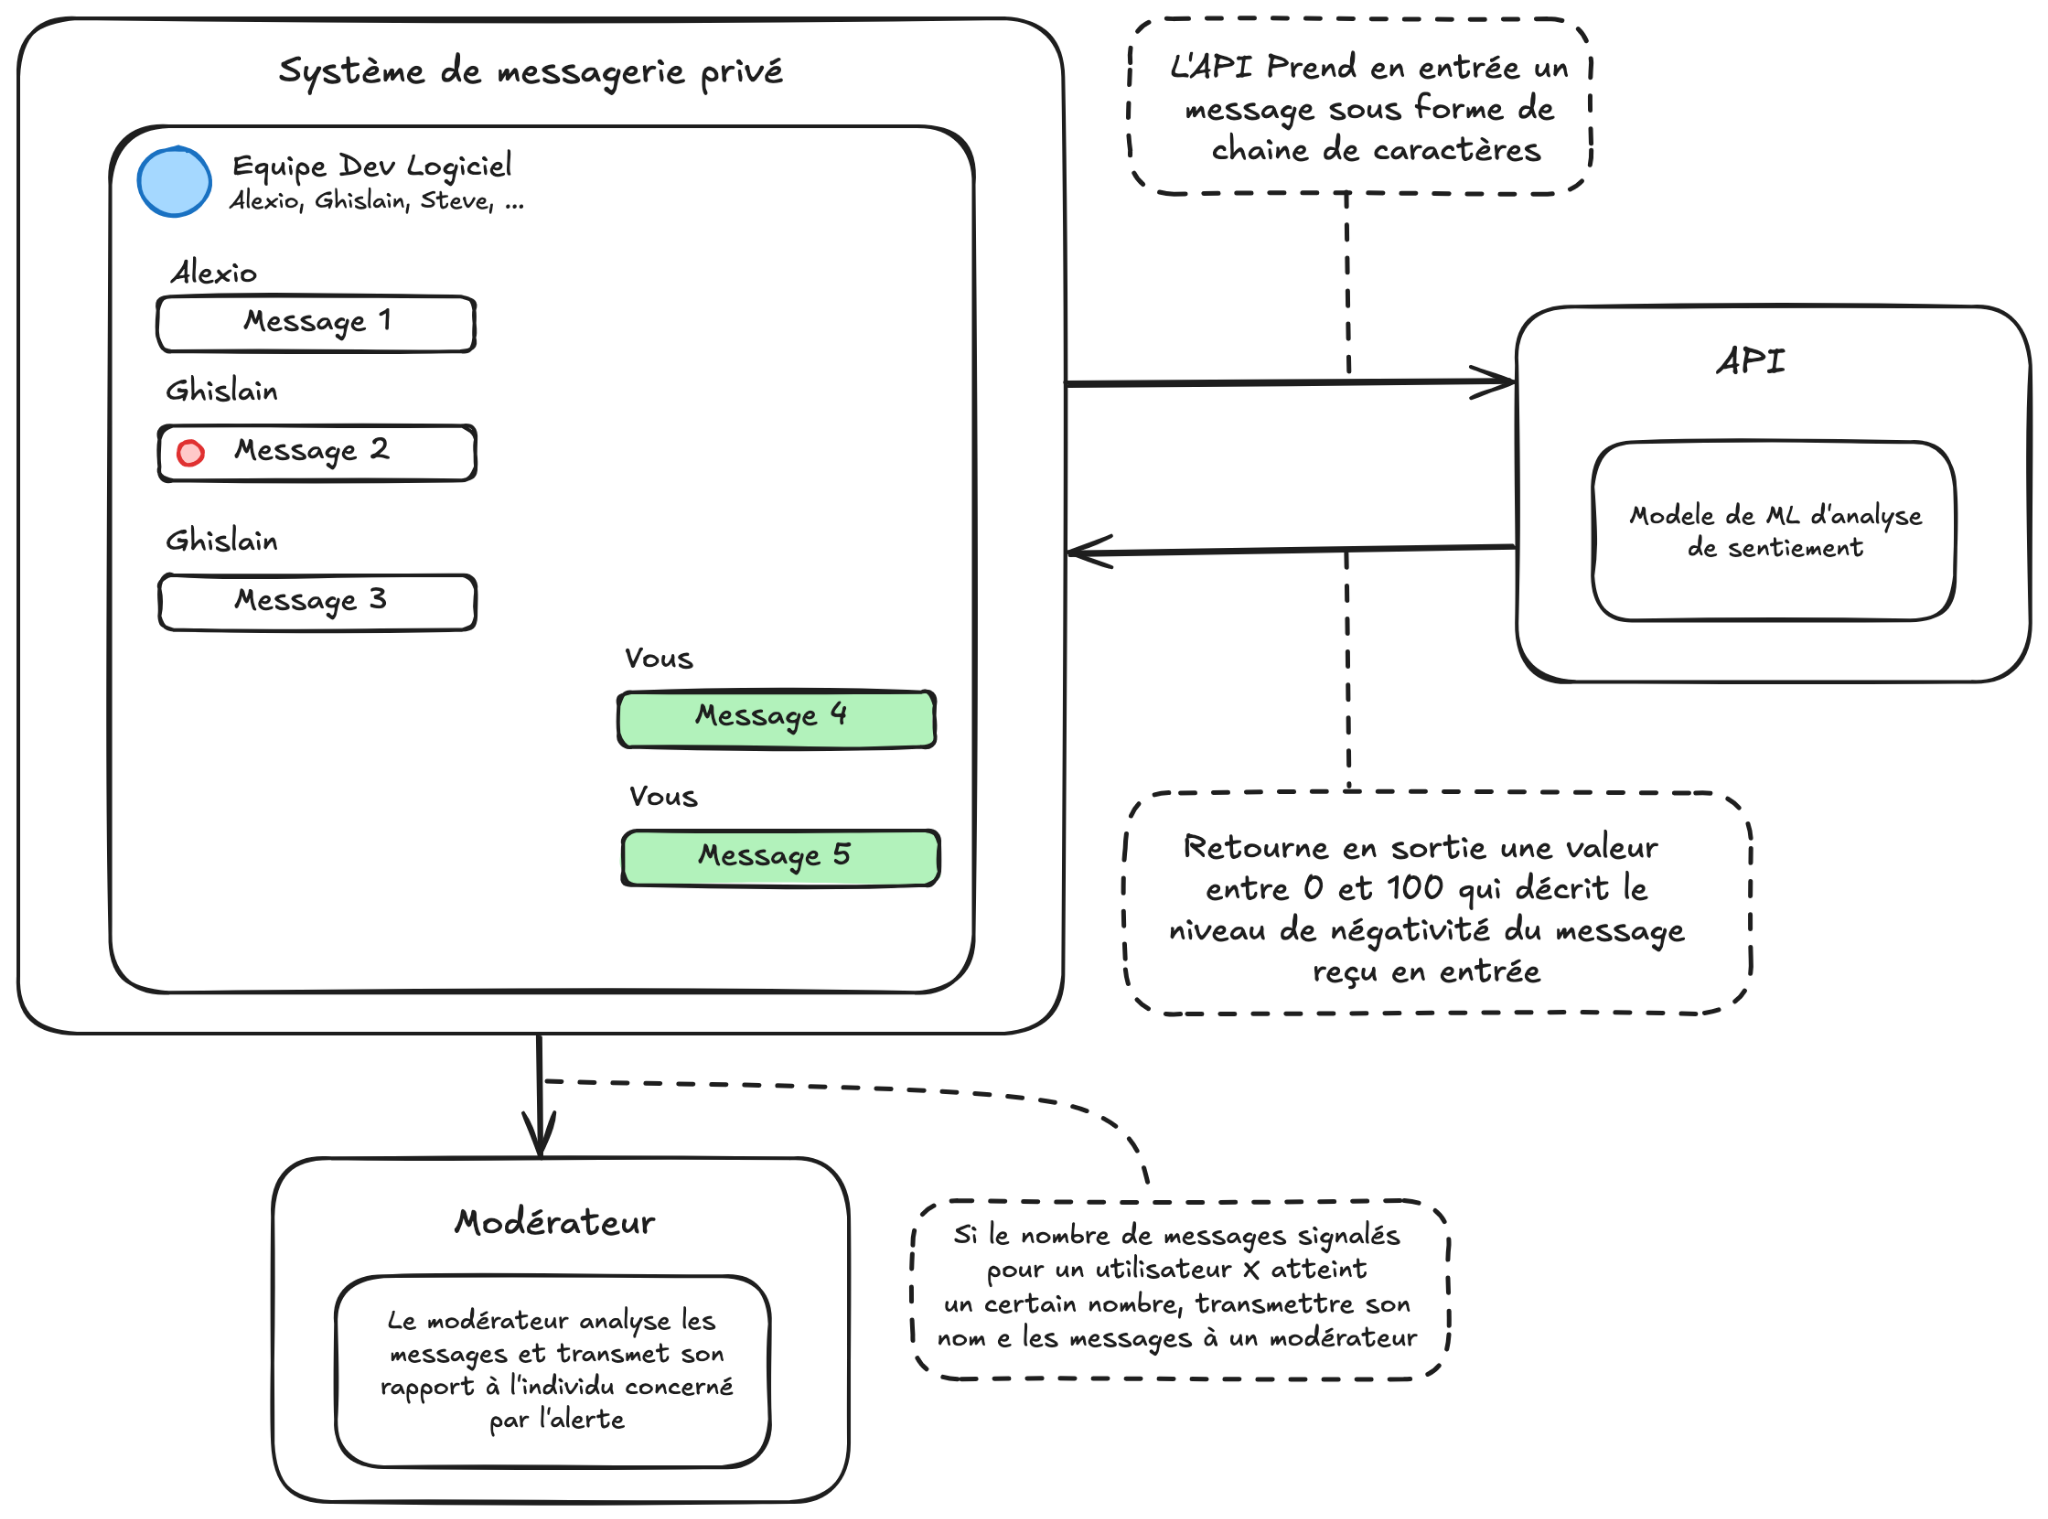 Système de messagerie privé
Equipe Dev Logiciel
Alexio, Ghislain, Steve, ...
Alexio
Message 1
Ghislain
Message 2
Ghislain
Message 3
Vous
Message 4
Vous
Message 5
L'API Prend en entrée un
message sous forme de
chaine de caractères
API
Modele de ML d'analyse
de sentiement
Retourne en sortie une valeur
entre 0 et 100 qui décrit le
niveau de négativité du message
reçu en entrée
Modérateur
Le modérateur analyse les
messages et transmet son
rapport à l'individu concerné
par l'alerte
Si le nombre de messages signalés
pour un utilisateur X atteint
un certain nombre, transmettre son
nom e les messages à un modérateur